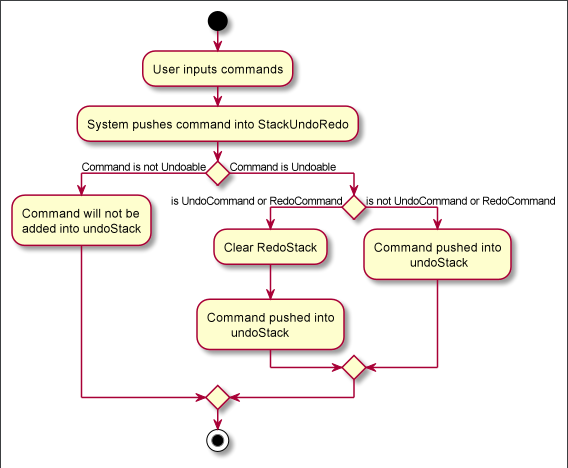 User inputs commands
System pushes command into StackUndoRedo
Command is not Undoable
Command is Undoable
is UndoCommand or RedoCommand
is not UndoCommand or RedoCommand
Command will not be
added into undoStack
Clear RedoStack
Command pushed into
undoStack
Command pushed into
undoStack